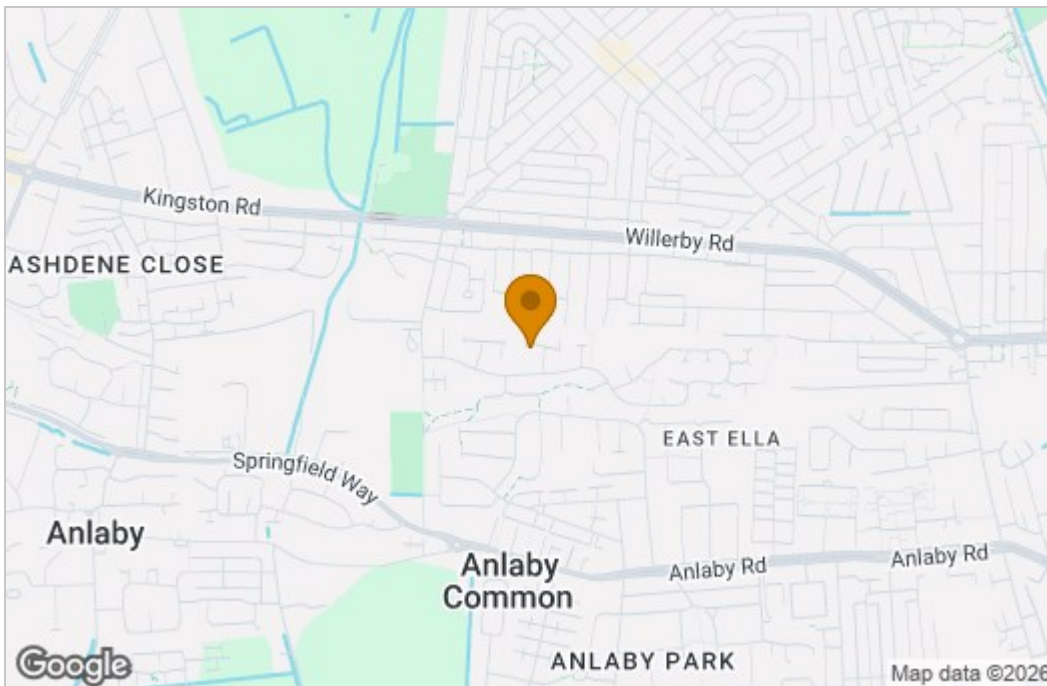 Kingston Rd
Willerby Rd
ASHDENE CLOSE
EAST ELLA
Springfield Way
Anlaby
Anlaby
Common
Anlaby Rd
Anlaby Rd
ANLABY PARK
Google
Map data ©2026